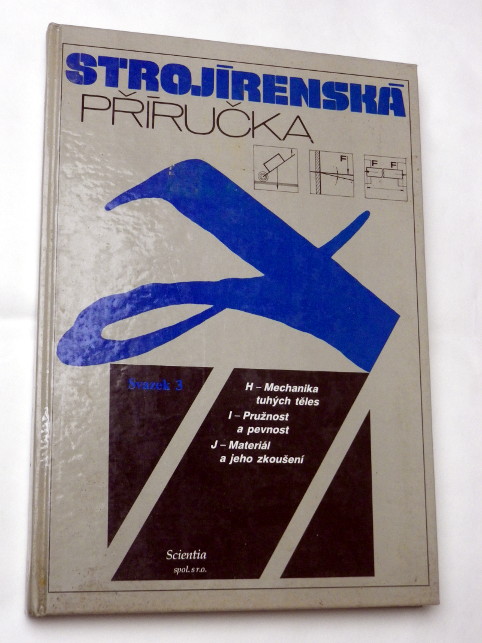 STROJÍRENSKÁ
PŘÍRUČKA
F
F F
Svazek 3
H – Mechanika
tuhých těles
I – Pružnost
a pevnost
J – Materiál
a jeho zkoušení
Scientia
spol. s r.o.